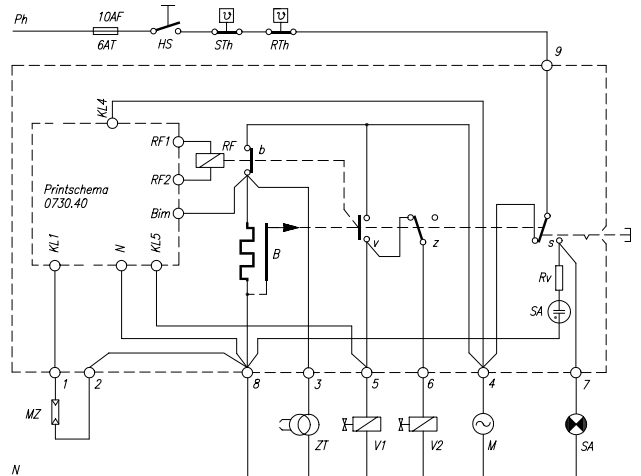 Ph
10AF
6AT
HS
STh
RTh
9
KL4
RF1
RF
b
Printschema
0730.40
RF2
Bim
KL1
N
KL5
B
v
z
s
Rv
SA
1
2
8
3
5
6
4
7
MZ
ZT
V1
V2
M
SA
N